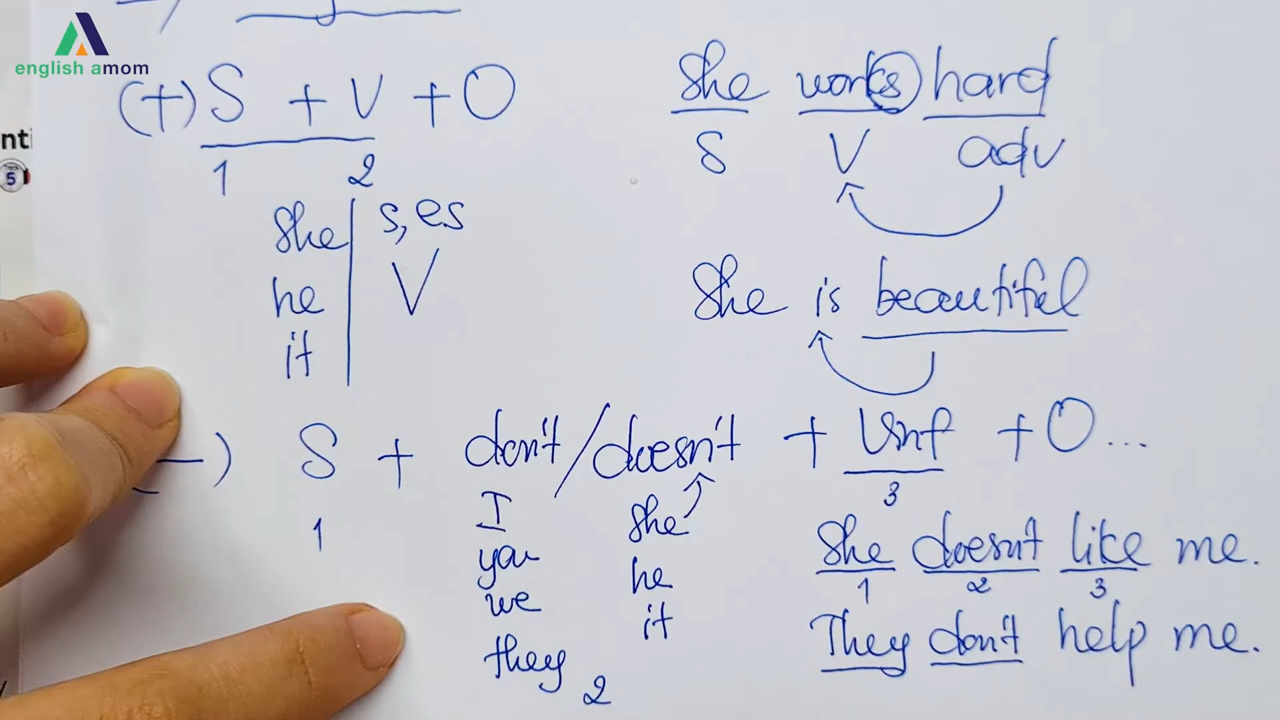 english amom
nti
5
(+) S + V + O
1 2
she s, es
he V
it
She works hard
S V adv
She is beautiful
(-) S + don't/doesn't + Vinf + O...
1 3
I she
you he
we it
they 2
She doesn't like me.
1 2 3
They don't help me.